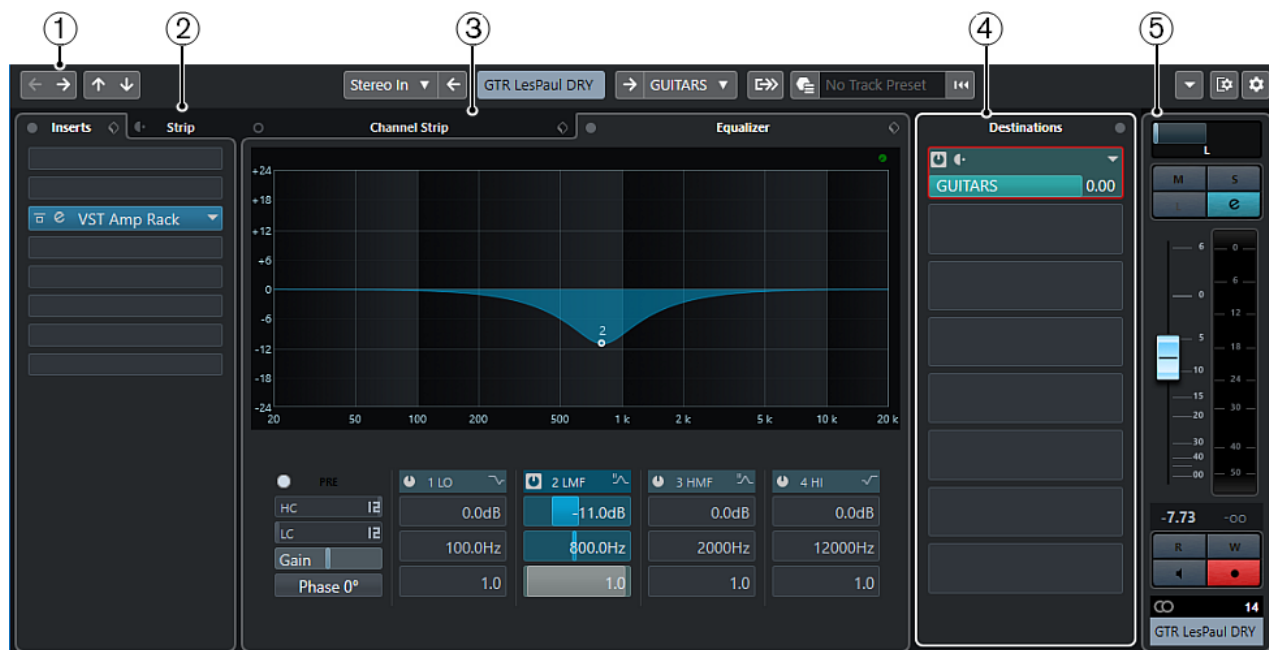 1 2 3 4 5
Stereo In GTR LesPaul DRY GUITARS No Track Preset
Inserts Strip Channel Strip Equalizer Destinations
L
M S
L e
VST Amp Rack
GUITARS 0.00
+24
+18
+12
+6
0
-6
-12
-18
-24
2
20 50 100 200 500 1 k 2 k 5 k 10 k 20 k
6
0
5
10
15
20
30
40
00
0
6
12
18
24
30
40
50
PRE 1 LO 2 LMF 3 HMF 4 HI
HC 12 0.0dB -11.0dB 0.0dB 0.0dB
LC 12 100.0Hz 800.0Hz 2000Hz 12000Hz
Gain
Phase 0° 1.0 1.0 1.0 1.0
-7.73 -oo
R W
14
GTR LesPaul DRY